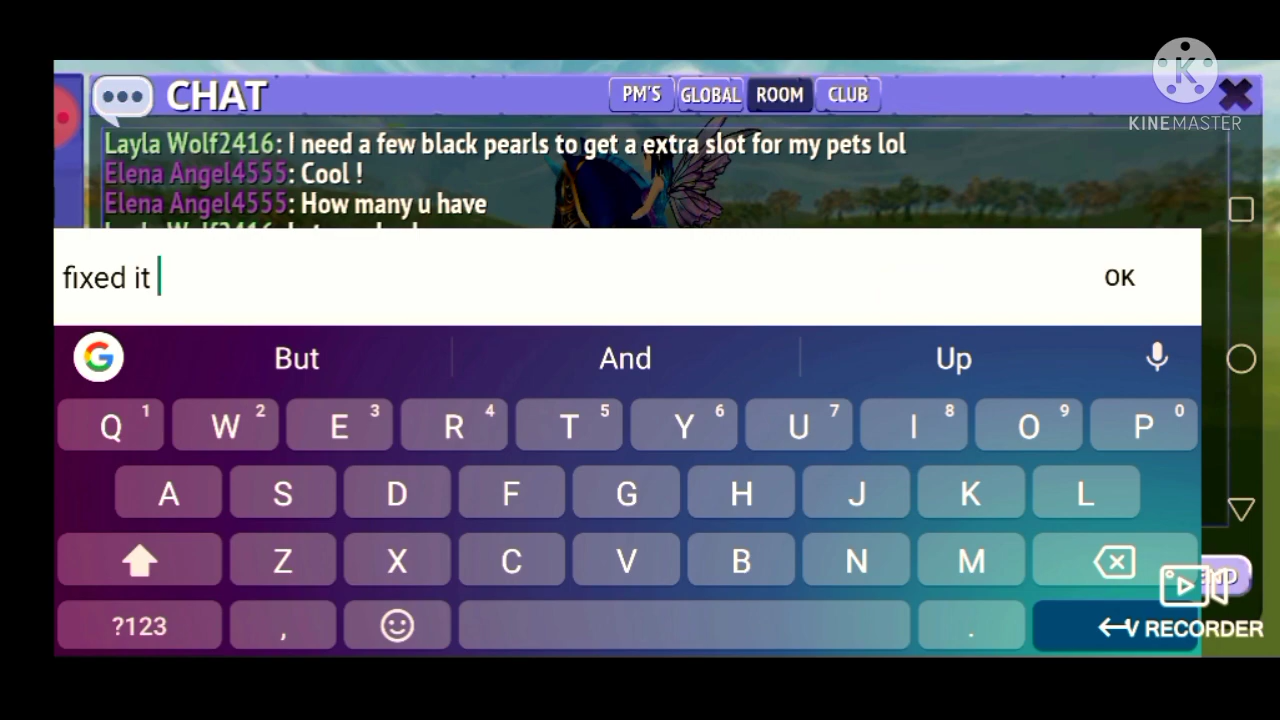 CHAT
PM'S GLOBAL ROOM CLUB
KINEMASTER
Layla Wolf2416: I need a few black pearls to get a extra slot for my pets lol
Elena Angel4555: Cool !
Elena Angel4555: How many u have
fixed it
OK
But And Up
Q 1 W 2 E 3 R 4 T 5 Y 6 U 7 I 8 O 9 P 0
A S D F G H J K L
Z X C V B N M
?123 , .
V RECORDER